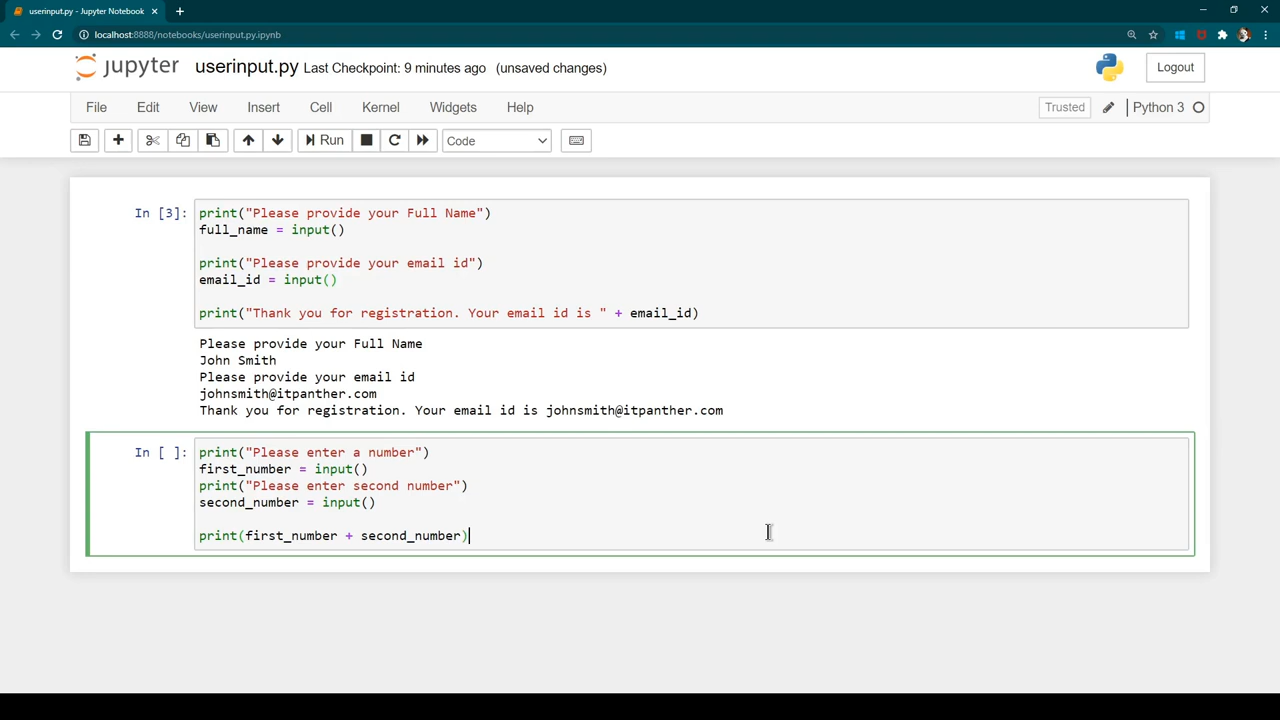 userinput.py - Jupyter Notebook
localhost:8888/notebooks/userinput.py.ipynb
jupyter userinput.py Last Checkpoint: 9 minutes ago (unsaved changes) Logout
File Edit View Insert Cell Kernel Widgets Help Trusted Python 3
Run Code
In [3]: print("Please provide your Full Name")
full_name = input()
print("Please provide your email id")
email_id = input()
print("Thank you for registration. Your email id is " + email_id)
Please provide your Full Name
John Smith
Please provide your email id
johnsmith@itpanther.com
Thank you for registration. Your email id is johnsmith@itpanther.com
In [ ]: print("Please enter a number")
first_number = input()
print("Please enter second number")
second_number = input()
print(first_number + second_number)